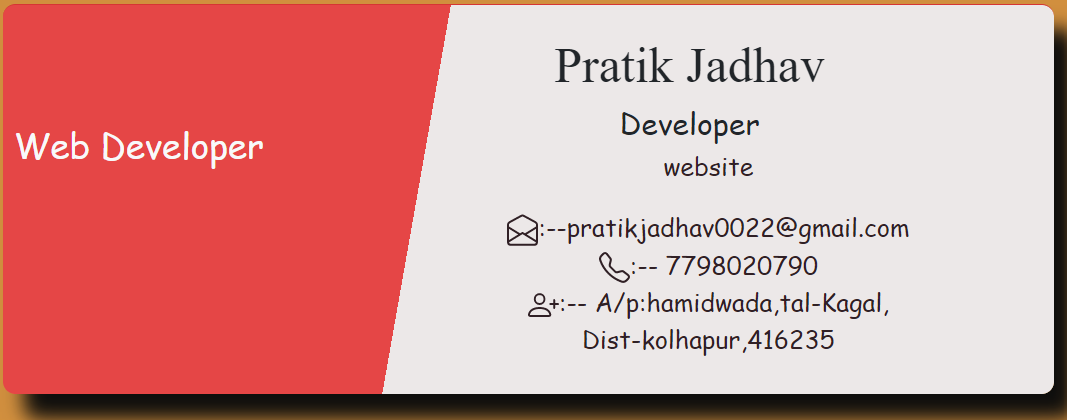 Web Developer
Pratik Jadhav
Developer
website
:--pratikjadhav0022@gmail.com
:-- 7798020790
:-- A/p:hamidwada,tal-Kagal,
Dist-kolhapur,416235